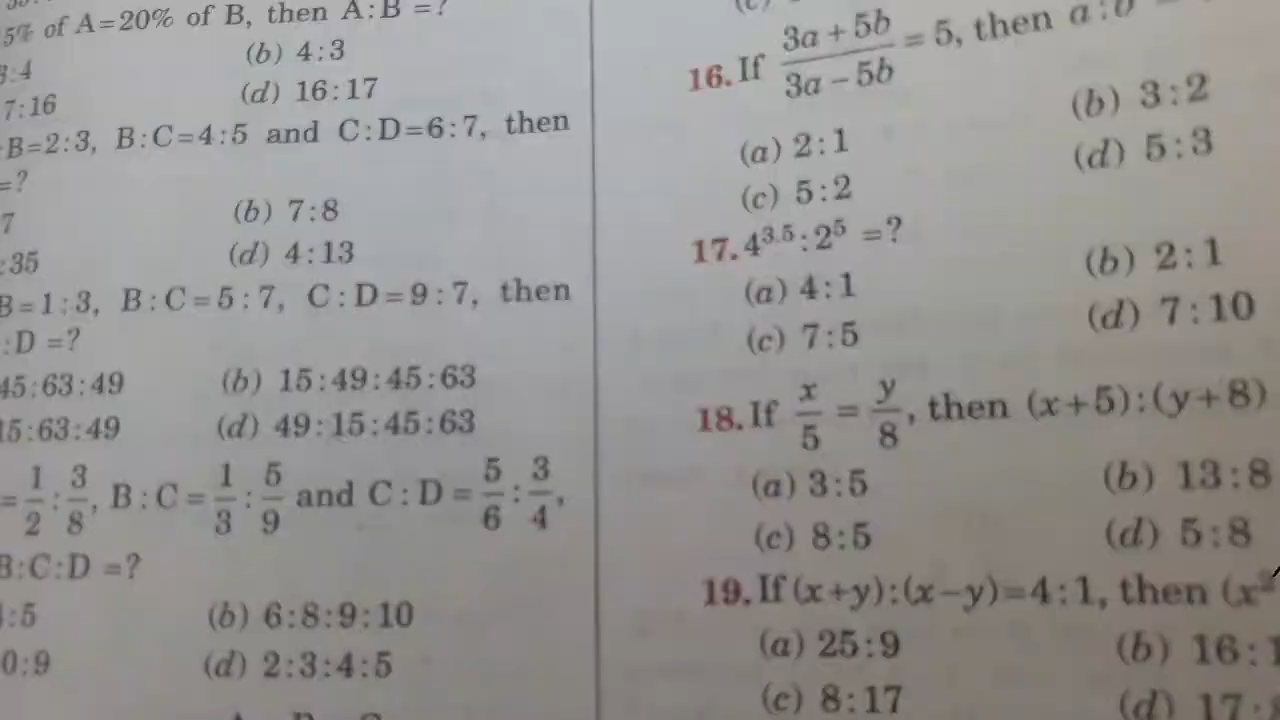 5% of A=20% of B, then A:B =?
3:4 (b) 4:3
7:16 (d) 16:17
B=2:3, B:C=4:5 and C:D=6:7, then
=?
7 (b) 7:8
:35 (d) 4:13
B=1:3, B:C=5:7, C:D=9:7, then
:D =?
45:63:49 (b) 15:49:45:63
15:63:49 (d) 49:15:45:63
= 1/2 : 3/8, B:C = 1/3 : 5/9 and C:D = 5/6 : 3/4,
B:C:D =?
:5 (b) 6:8:9:10
0:9 (d) 2:3:4:5
16. If (3a + 5b)/(3a – 5b) = 5, then a:b =
(a) 2:1 (b) 3:2
(c) 5:2 (d) 5:3
17. 4^3.5 : 2^5 =?
(a) 4:1 (b) 2:1
(c) 7:5 (d) 7:10
18. If x/5 = y/8, then (x+5):(y+8)
(a) 3:5 (b) 13:8
(c) 8:5 (d) 5:8
19. If (x+y):(x–y)=4:1, then (x²
(a) 25:9 (b) 16:1
(c) 8:17 (d) 17: